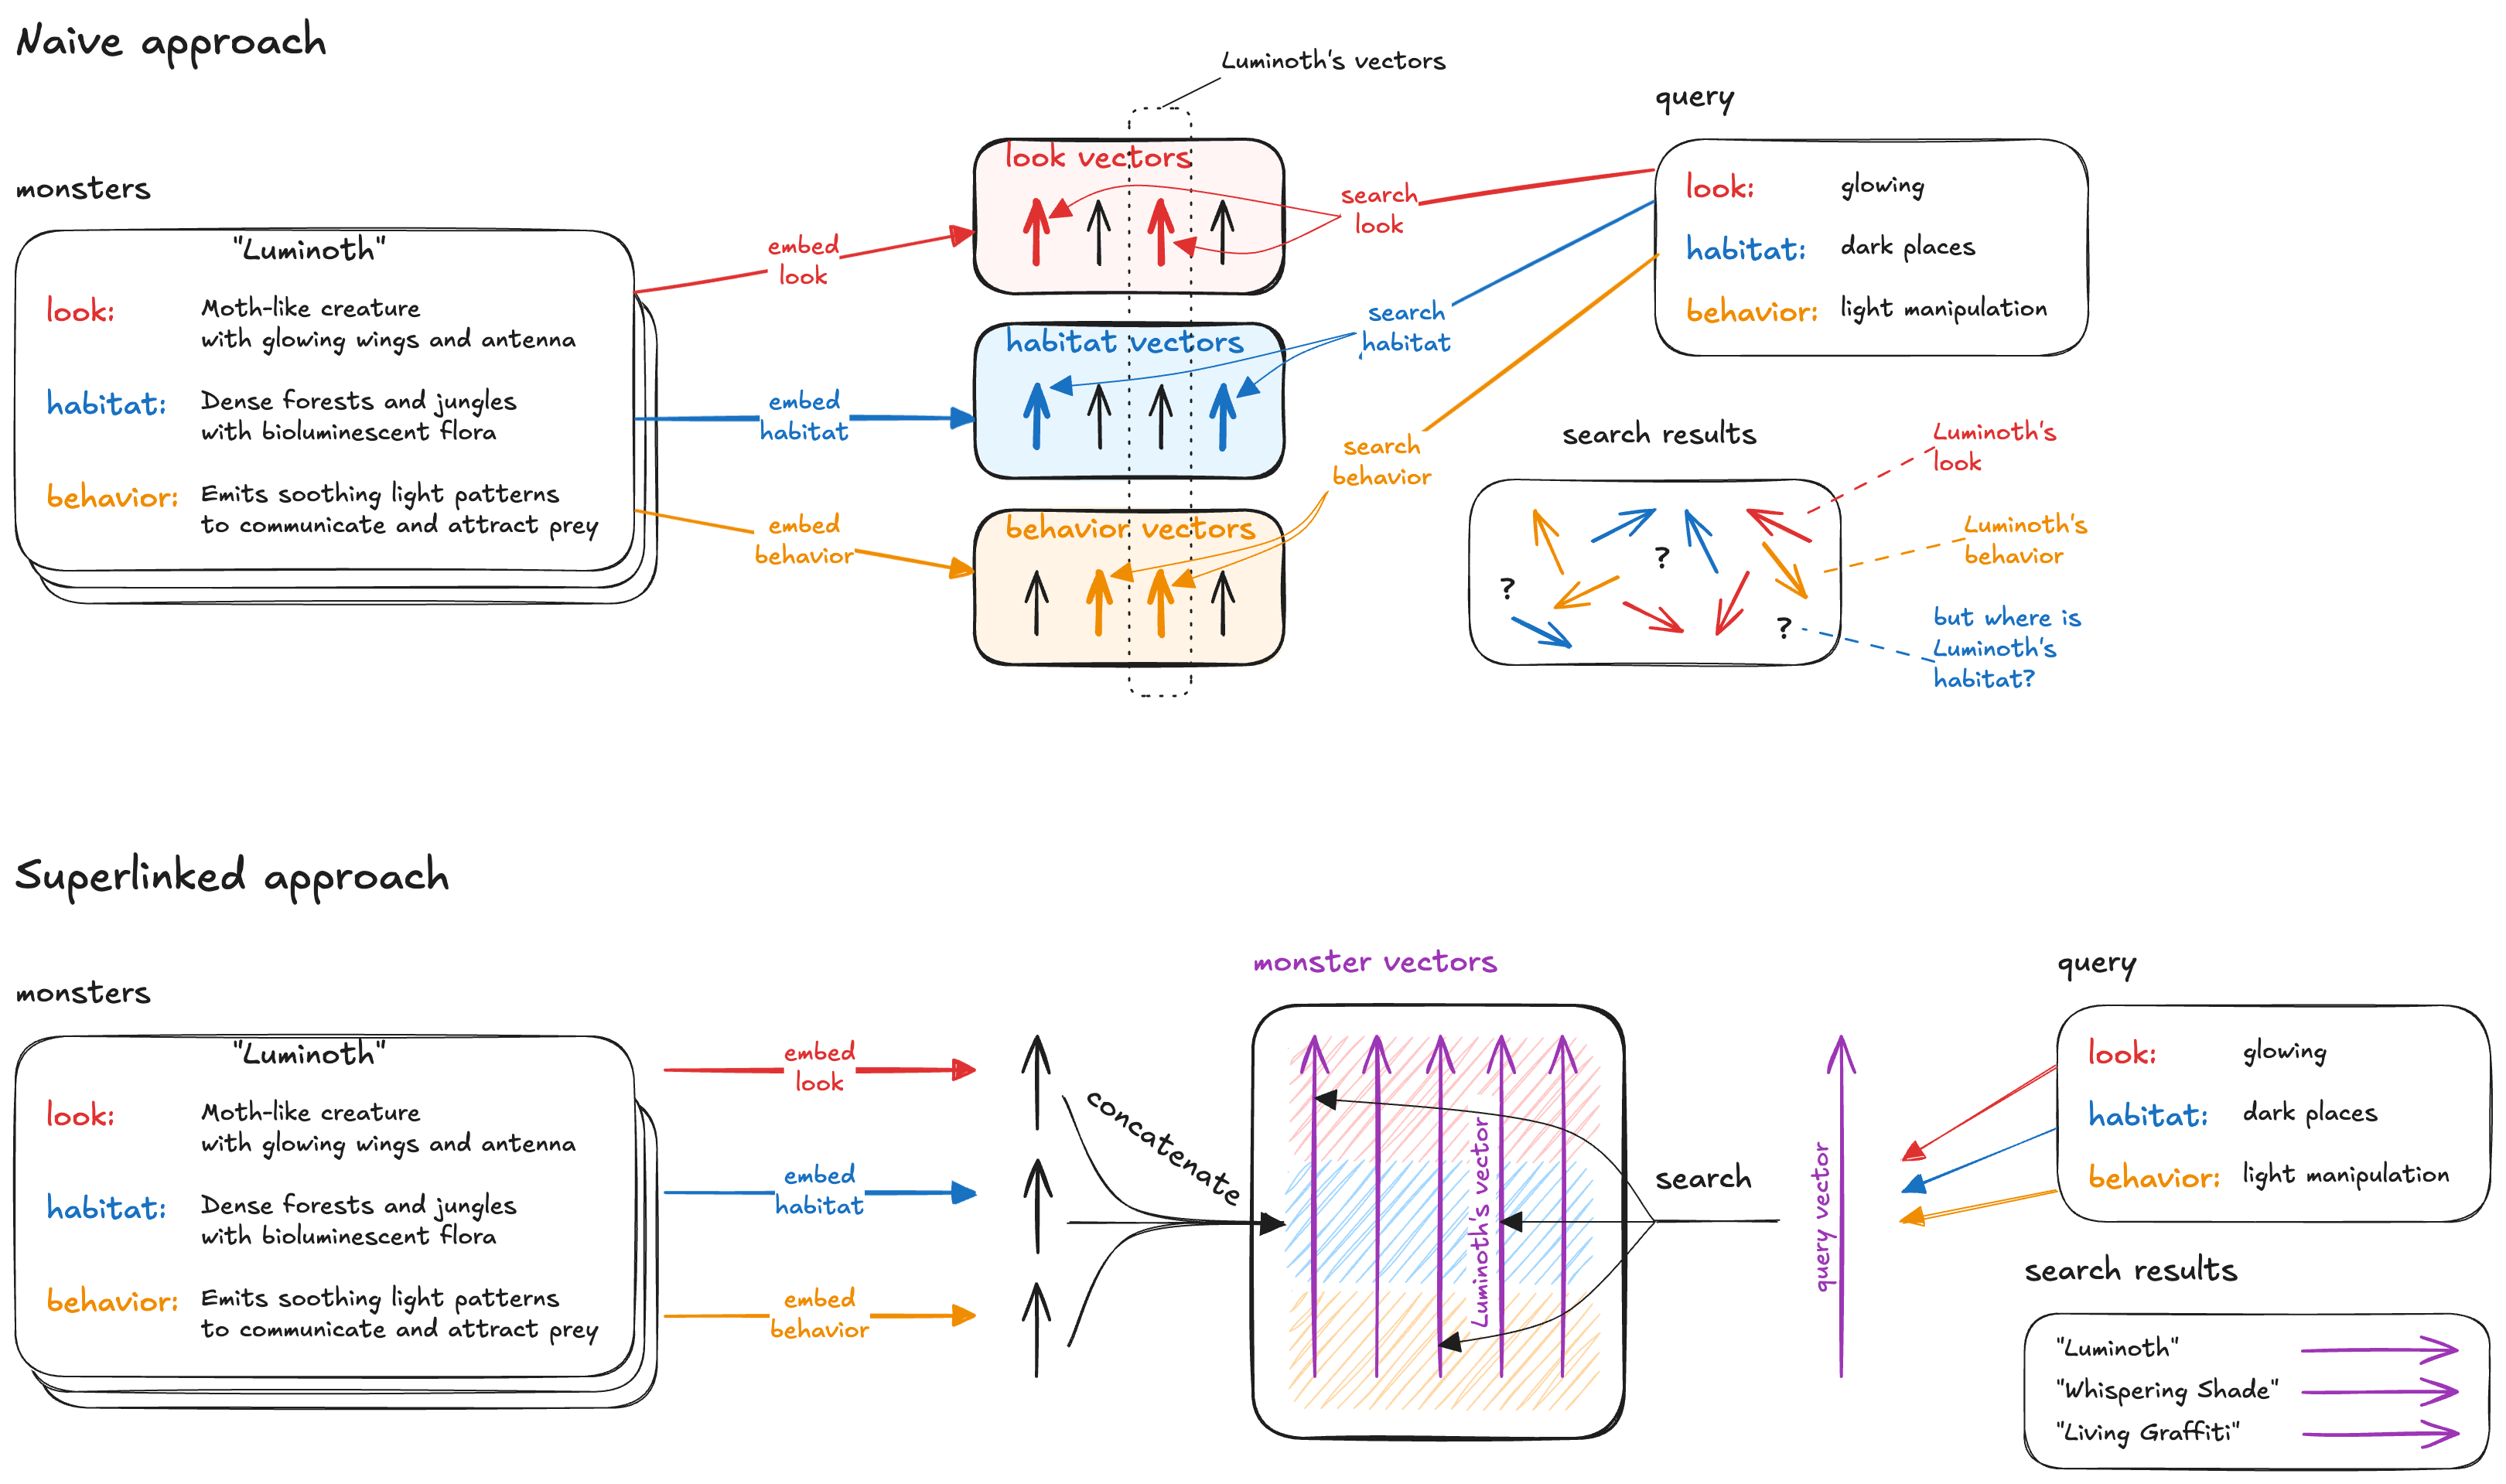 Naive approach
Luminoth's vectors
monsters
"Luminoth"
look:
Moth-like creature
with glowing wings and antenna
habitat:
Dense forests and jungles
with bioluminescent flora
behavior:
Emits soothing light patterns
to communicate and attract prey
embed
look
embed
habitat
embed
behavior
look vectors
habitat vectors
behavior vectors
search
look
search
habitat
search
behavior
query
look:
glowing
habitat:
dark places
behavior:
light manipulation
search results
?
?
?
Luminoth's
look
Luminoth's
behavior
but where is
Luminoth's
habitat?
Superlinked approach
monsters
"Luminoth"
look:
Moth-like creature
with glowing wings and antenna
habitat:
Dense forests and jungles
with bioluminescent flora
behavior:
Emits soothing light patterns
to communicate and attract prey
embed
look
embed
habitat
embed
behavior
concatenate
monster vectors
Luminoth's vector
search
query vector
query
look:
glowing
habitat:
dark places
behavior:
light manipulation
search results
"Luminoth"
"Whispering Shade"
"Living Graffiti"